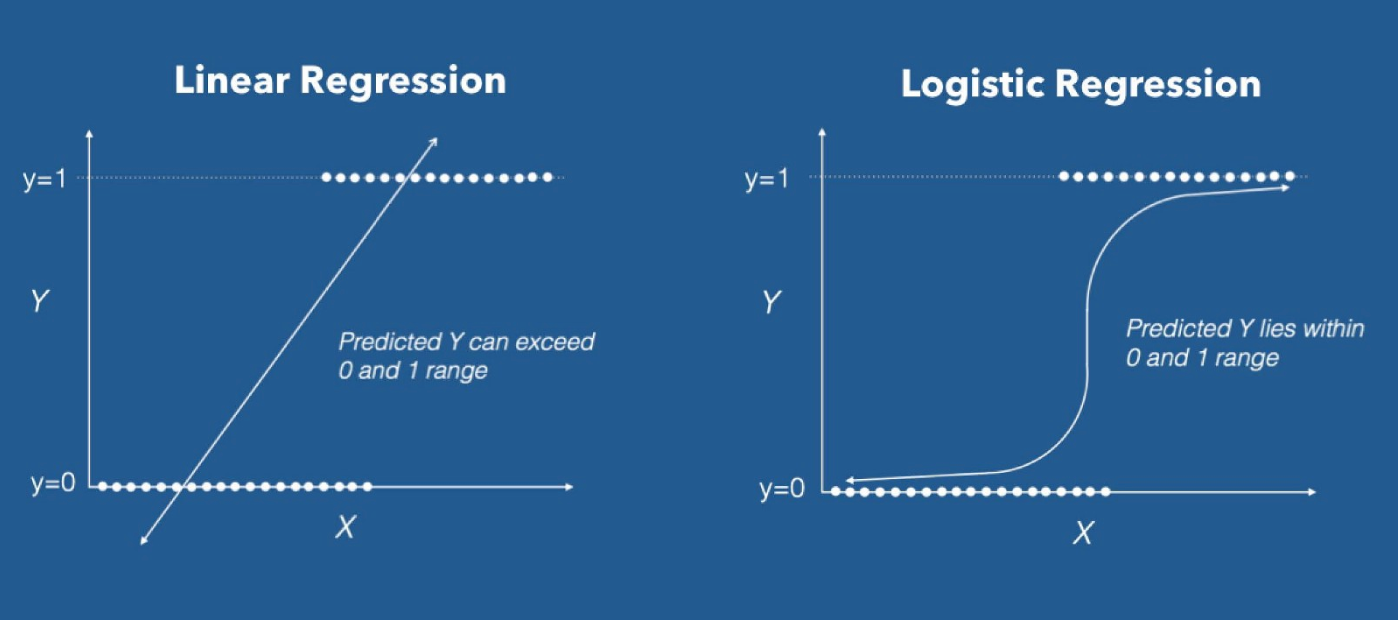 Linear Regression
y=1
Y
Predicted Y can exceed
0 and 1 range
y=0
X
Logistic Regression
y=1
Y
Predicted Y lies within
0 and 1 range
y=0
X